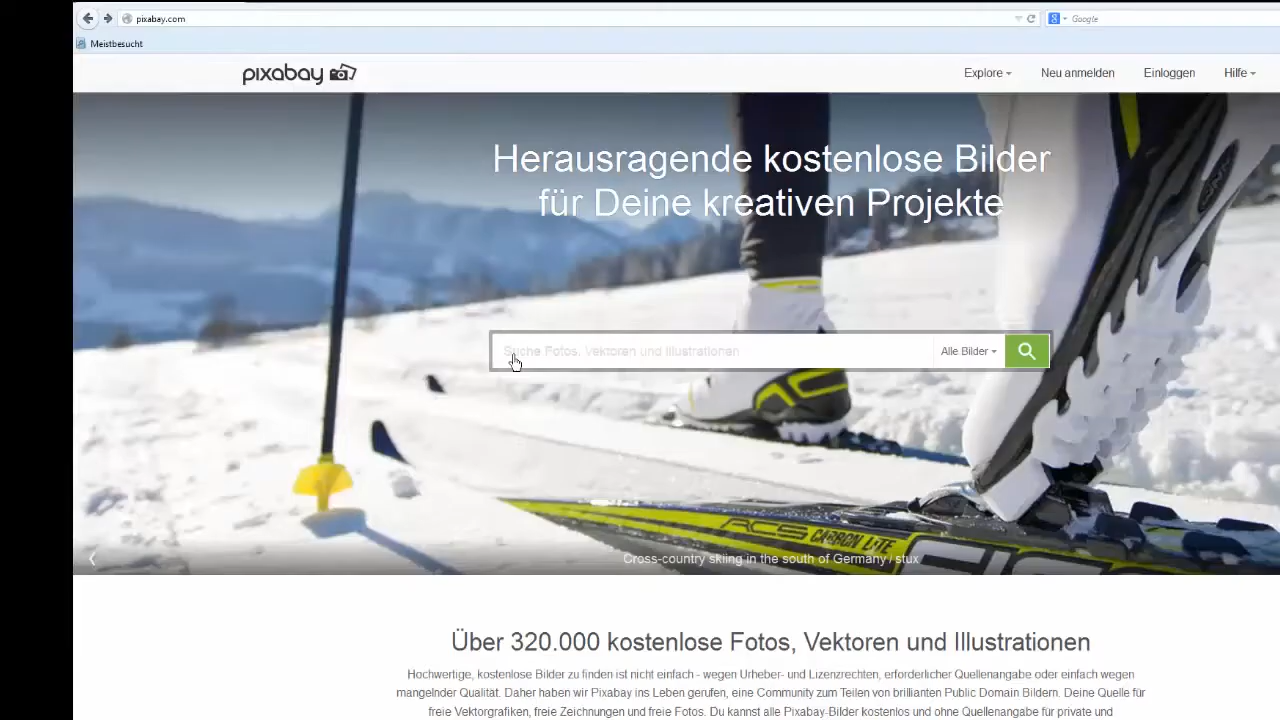 pixabay.com
Google
Meistbesucht
pixabay
Explore
Neu anmelden
Einloggen
Hilfe
Herausragende kostenlose Bilder
für Deine kreativen Projekte
Suche Fotos, Vektoren und Illustrationen
Alle Bilder
RCS
CARBON LITE
Cross-country skiing in the south of Germany / stux
Über 320.000 kostenlose Fotos, Vektoren und Illustrationen
Hochwertige, kostenlose Bilder zu finden ist nicht einfach - wegen Urheber- und Lizenzrechten, erforderlicher Quellenangabe oder einfach wegen
mangelnder Qualität. Daher haben wir Pixabay ins Leben gerufen, eine Community zum Teilen von brillianten Public Domain Bildern. Deine Quelle für
freie Vektorgrafiken, freie Zeichnungen und freie Fotos. Du kannst alle Pixabay-Bilder kostenlos und ohne Quellenangabe für private und